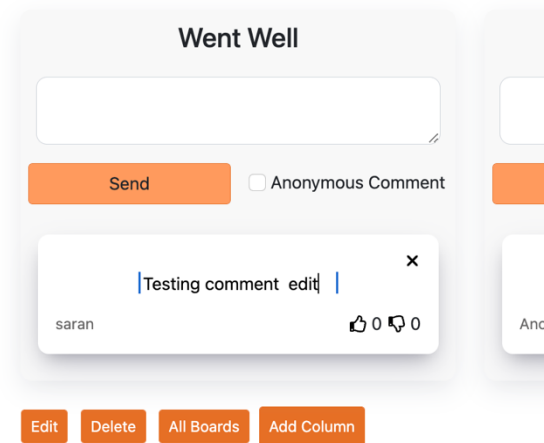 Went Well
Send
Anonymous Comment
Testing comment edit
saran
0 0
Edit
Delete
All Boards
Add Column